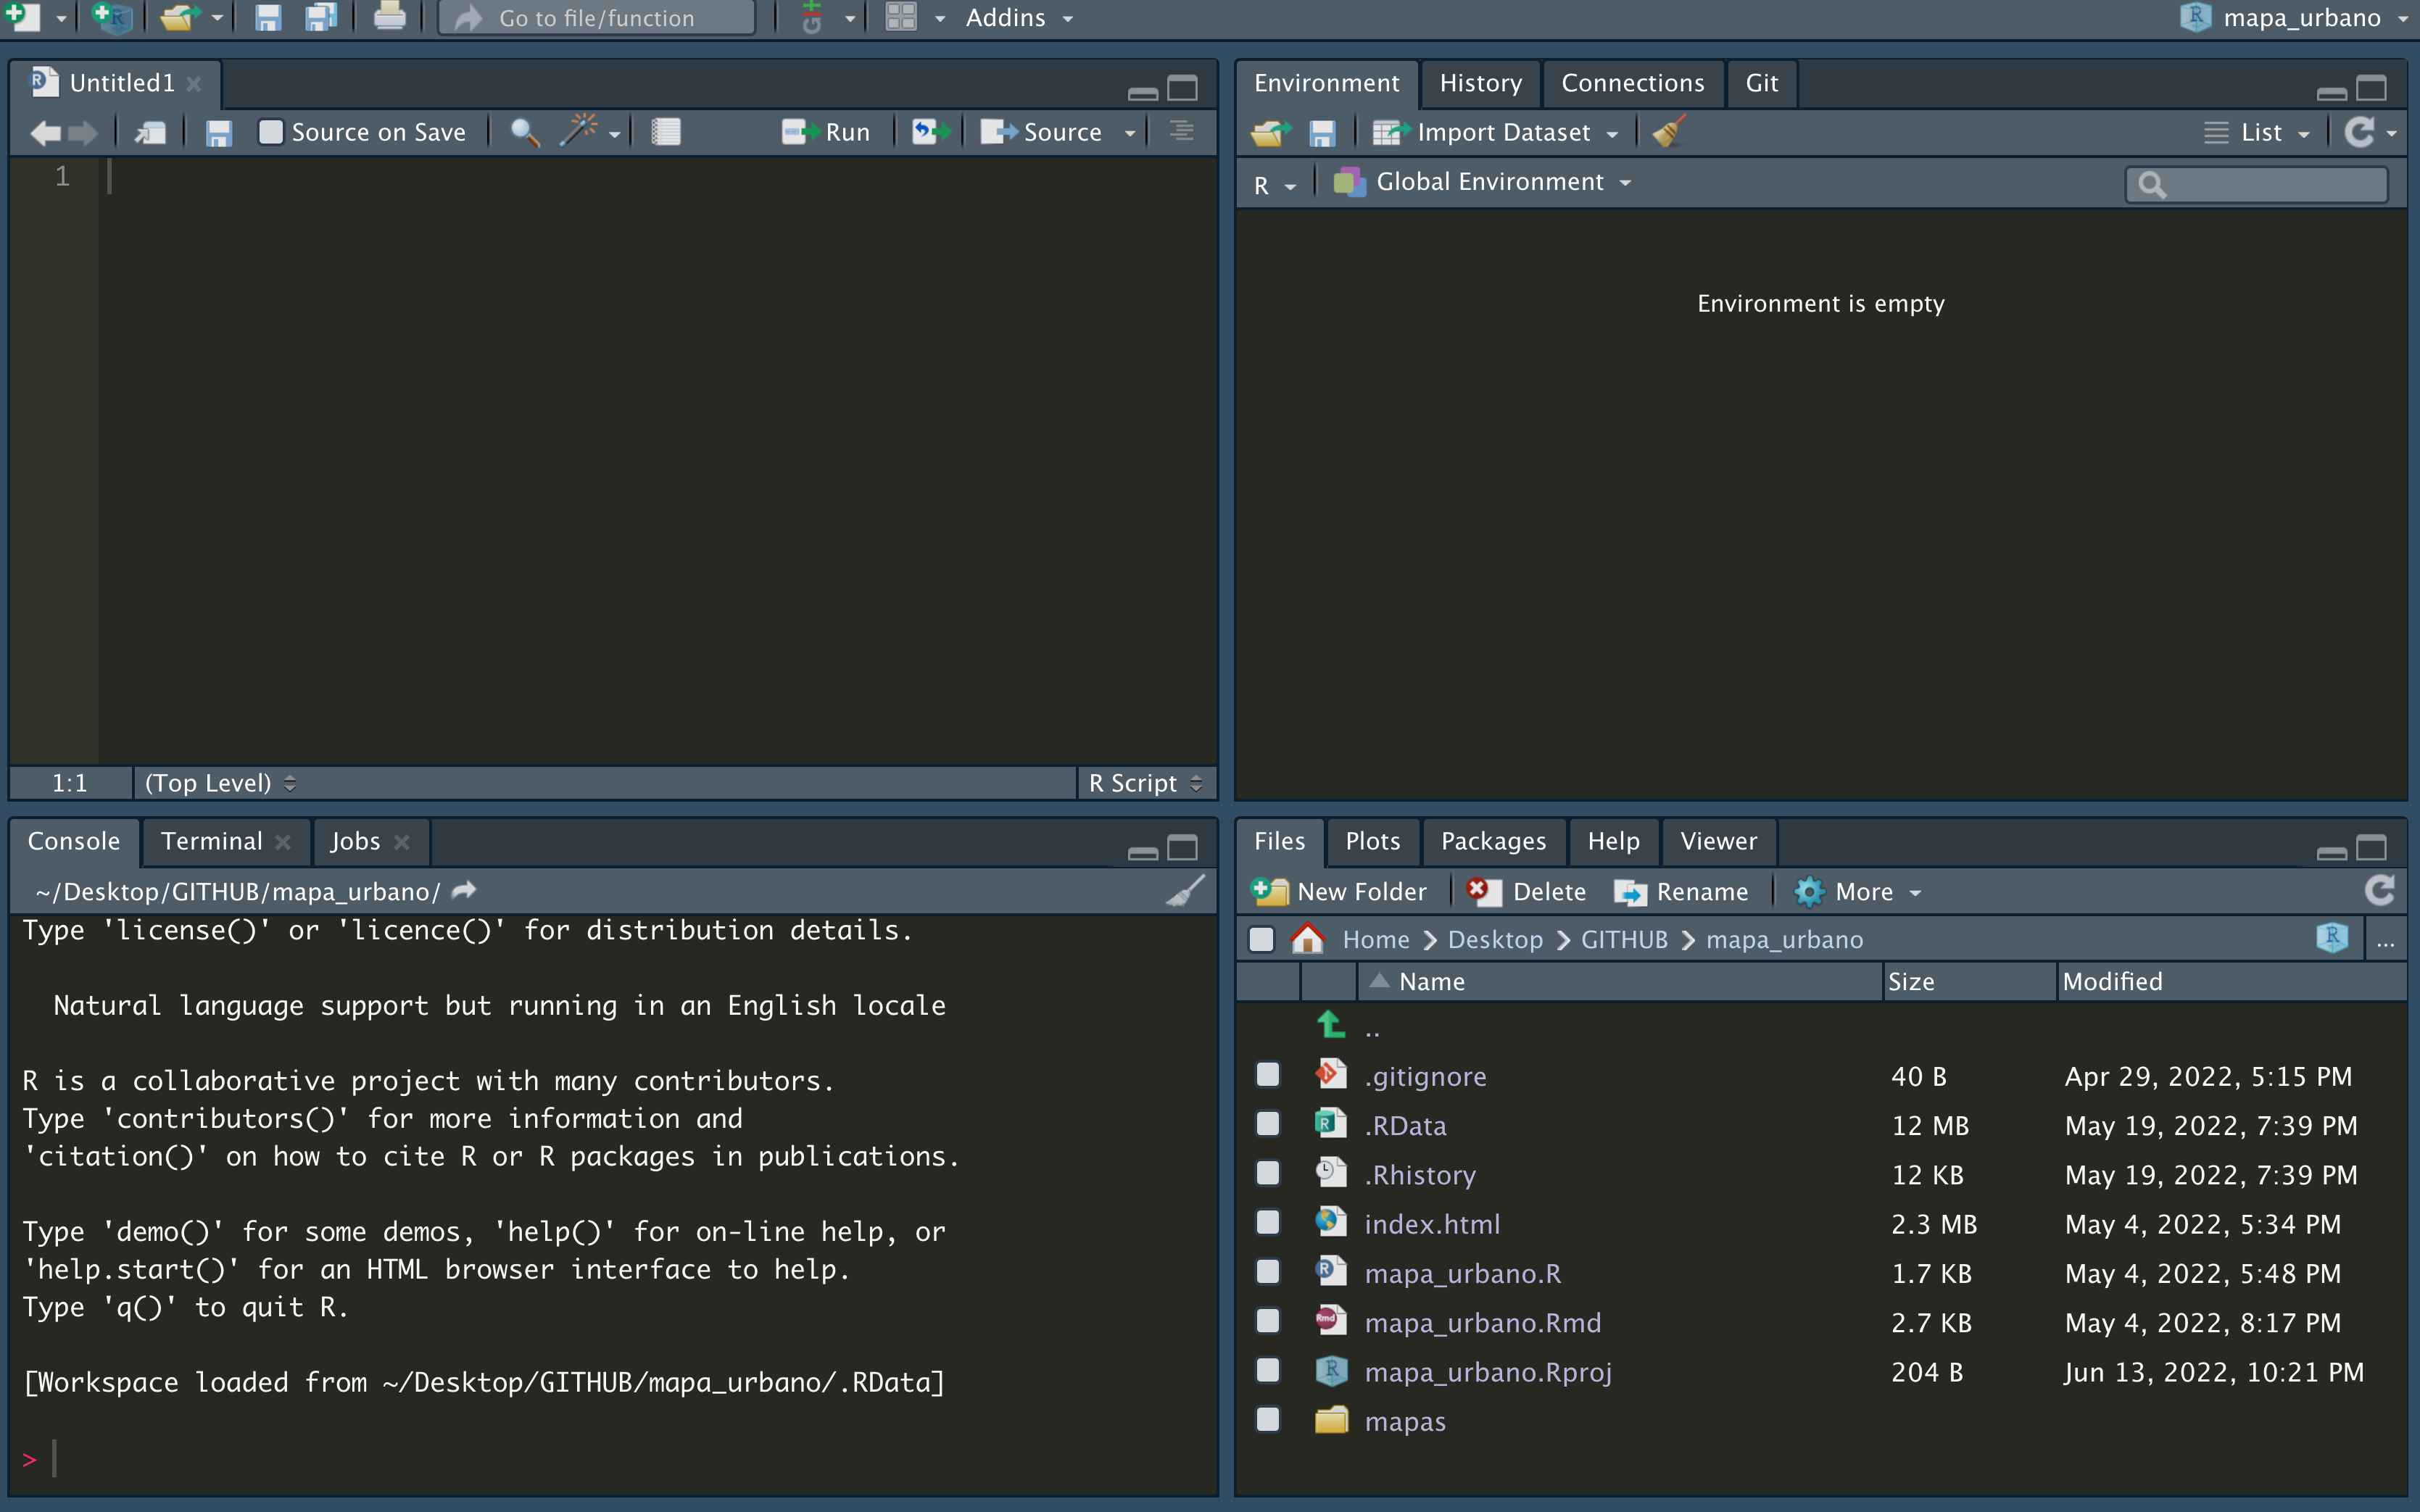 Go to file/function
Addins
mapa_urbano
Untitled1
Source on Save
Run
Source
1
1:1
(Top Level)
R Script
Environment
History
Connections
Git
Import Dataset
List
R
Global Environment
Environment is empty
Console
Terminal
Jobs
~/Desktop/GITHUB/mapa_urbano/
Type 'license()' or 'licence()' for distribution details.
Natural language support but running in an English locale
R is a collaborative project with many contributors.
Type 'contributors()' for more information and
'citation()' on how to cite R or R packages in publications.
Type 'demo()' for some demos, 'help()' for on-line help, or
'help.start()' for an HTML browser interface to help.
Type 'q()' to quit R.
[Workspace loaded from ~/Desktop/GITHUB/mapa_urbano/.RData]
>
Files
Plots
Packages
Help
Viewer
New Folder
Delete
Rename
More
Home
Desktop
GITHUB
mapa_urbano
...
Name Size Modified
..
.gitignore 40 B Apr 29, 2022, 5:15 PM
.RData 12 MB May 19, 2022, 7:39 PM
.Rhistory 12 KB May 19, 2022, 7:39 PM
index.html 2.3 MB May 4, 2022, 5:34 PM
mapa_urbano.R 1.7 KB May 4, 2022, 5:48 PM
mapa_urbano.Rmd 2.7 KB May 4, 2022, 8:17 PM
mapa_urbano.Rproj 204 B Jun 13, 2022, 10:21 PM
mapas